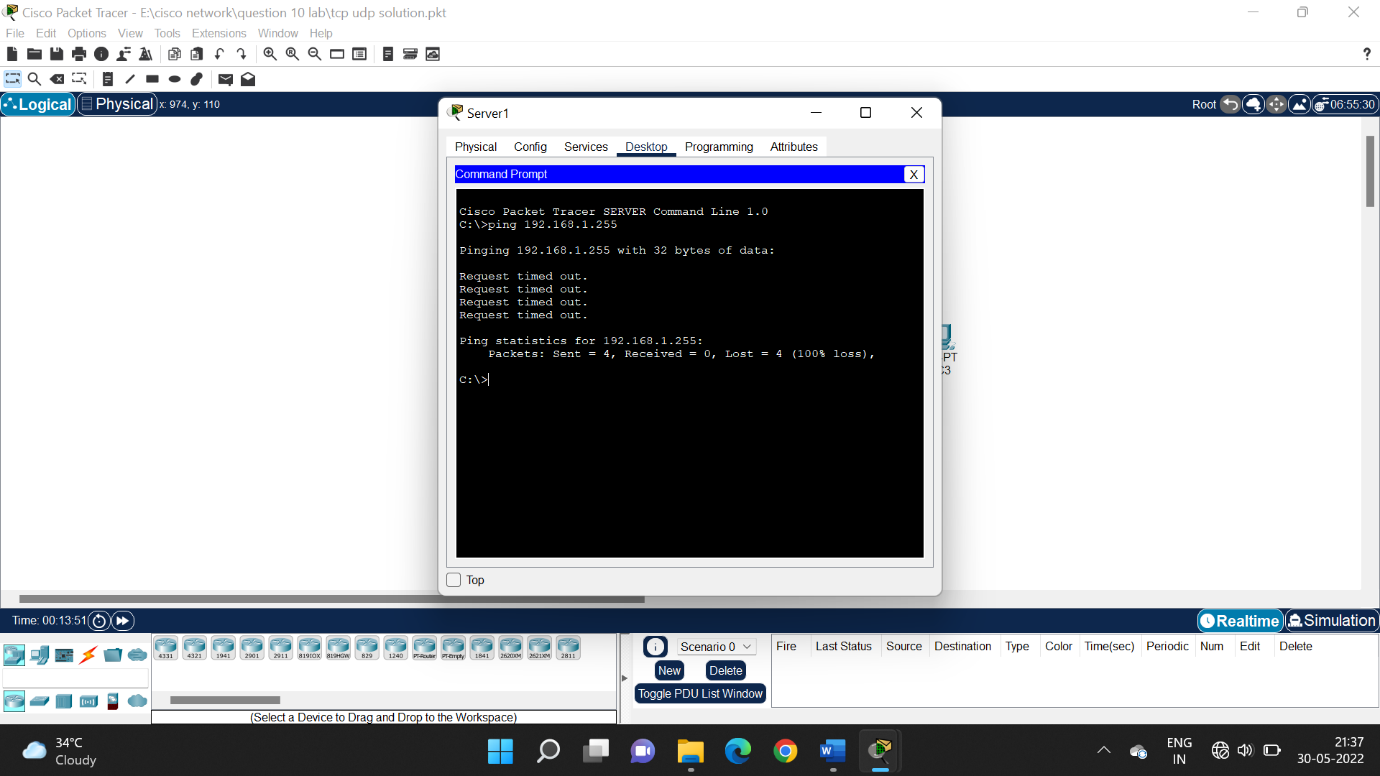 Cisco Packet Tracer - E:\cisco network\question 10 lab\tcp udp solution.pkt
File Edit Options View Tools Extensions Window Help
?
Logical Physical x: 974, y: 110 Root 06:55:30
Server1
Physical Config Services Desktop Programming Attributes
Command Prompt X
Cisco Packet Tracer SERVER Command Line 1.0
C:\>ping 192.168.1.255
Pinging 192.168.1.255 with 32 bytes of data:
Request timed out.
Request timed out.
Request timed out.
Request timed out.
Ping statistics for 192.168.1.255:
Packets: Sent = 4, Received = 0, Lost = 4 (100% loss),
C:\>
PT
C3
Top
Time: 00:13:51 Realtime Simulation
4331 4321 1941 2901 2911 819IOX 819HGW 829 1240 PT-Router PT-Empty 1841 2620XM 2621XM 2811
Scenario 0
New Delete
Toggle PDU List Window
Fire Last Status Source Destination Type Color Time(sec) Periodic Num Edit Delete
(Select a Device to Drag and Drop to the Workspace)
34°C
Cloudy
ENG
IN
21:37
30-05-2022